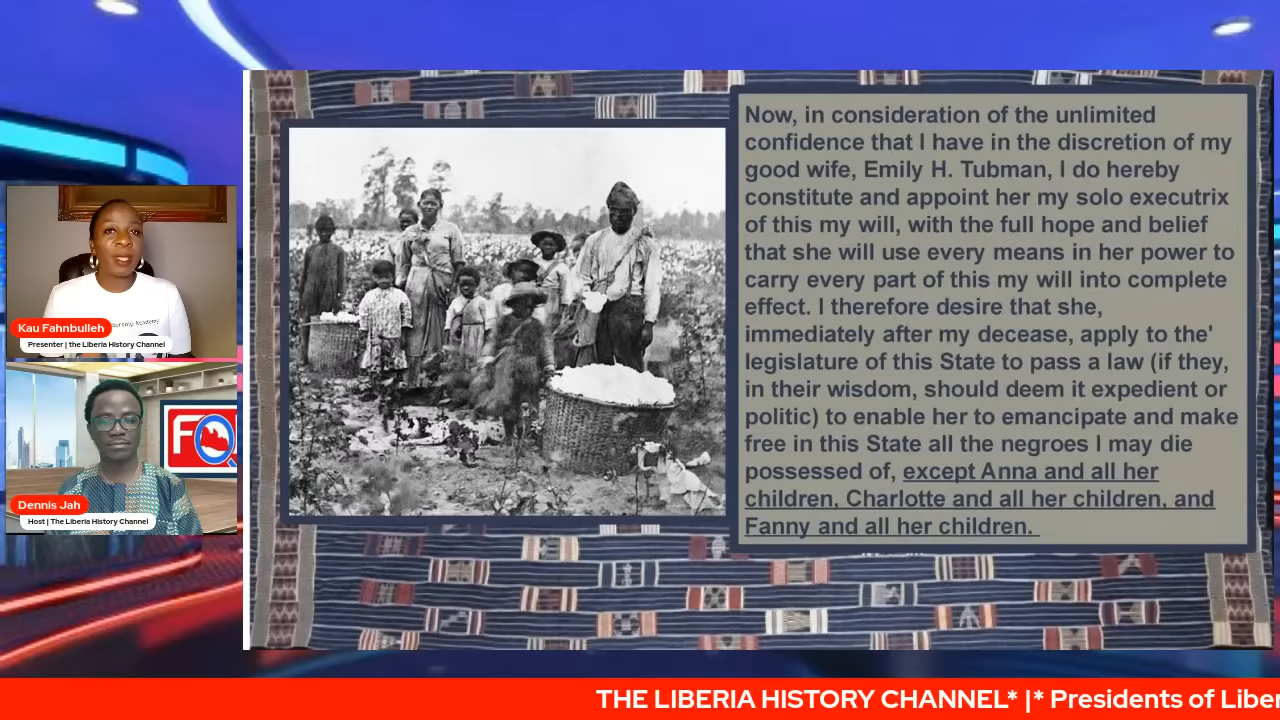 Now, in consideration of the unlimited
confidence that I have in the discretion of my
good wife, Emily H. Tubman, I do hereby
constitute and appoint her my solo executrix
of this my will, with the full hope and belief
that she will use every means in her power to
carry every part of this my will into complete
effect. I therefore desire that she,
immediately after my decease, apply to the'
legislature of this State to pass a law (if they,
in their wisdom, should deem it expedient or
politic) to enable her to emancipate and make
free in this State all the negroes I may die
possessed of, except Anna and all her
children, Charlotte and all her children, and
Fanny and all her children.
Kau Fahnbulleh
Presenter | the Liberia History Channel
Dennis Jah
Host | The Liberia History Channel
THE LIBERIA HISTORY CHANNEL* |* Presidents of Liber